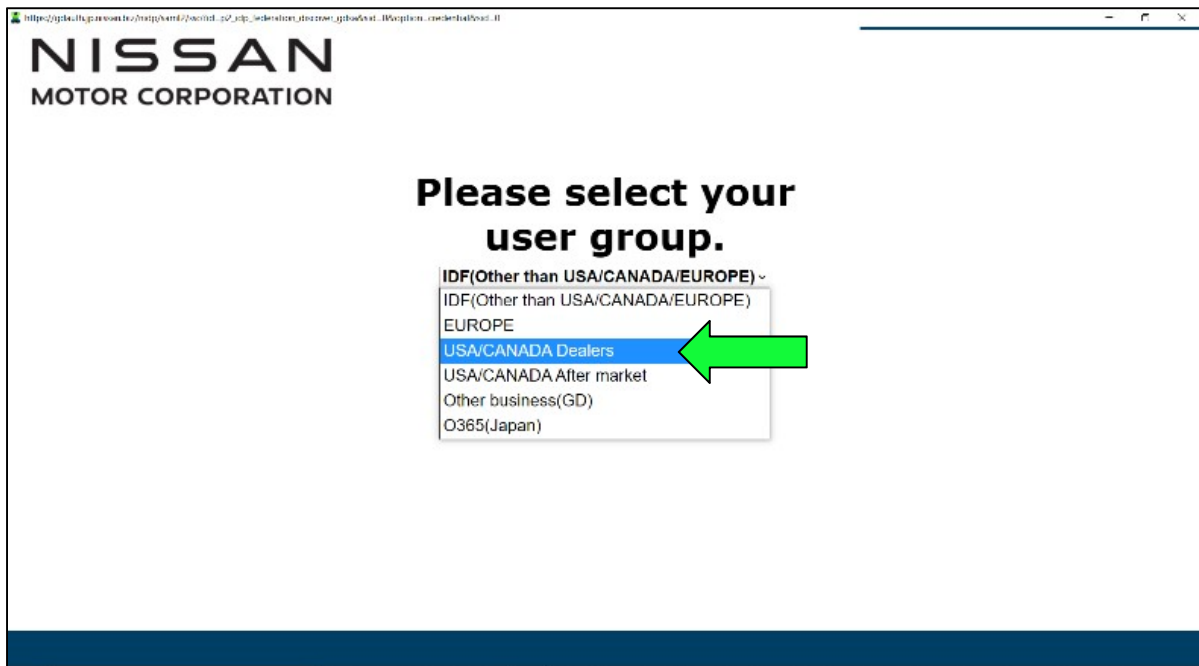 NISSAN
MOTOR CORPORATION
Please select your
user group.
IDF(Other than USA/CANADA/EUROPE)
IDF(Other than USA/CANADA/EUROPE)
EUROPE
USA/CANADA Dealers
USA/CANADA After market
Other business(GD)
O365(Japan)